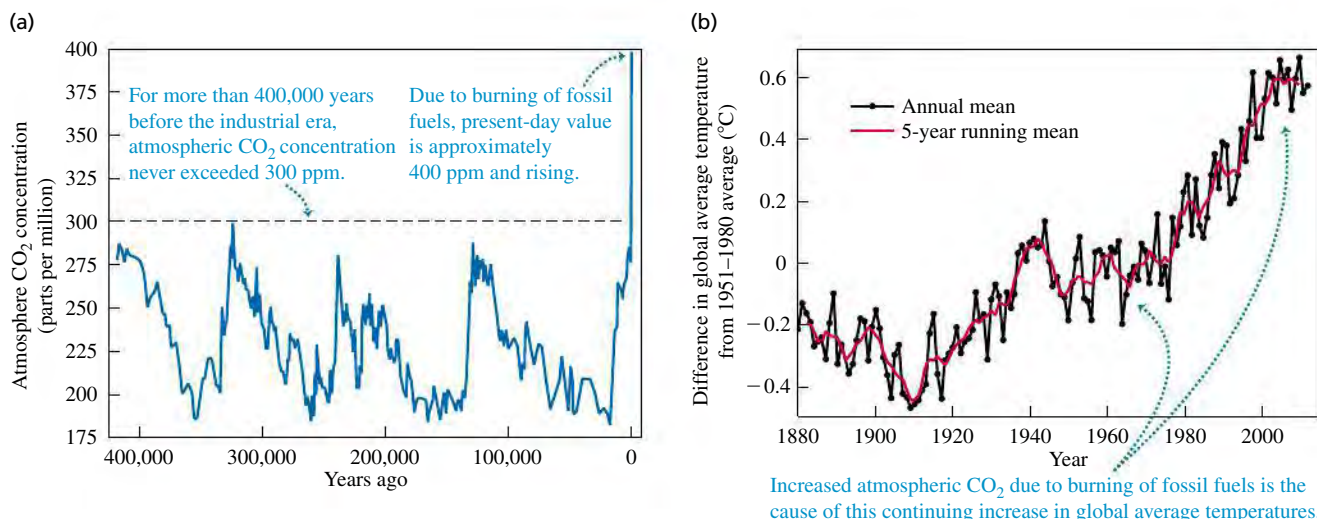 (a)
400
375
350
325
300
275
250
225
200
175
Atmosphere CO₂ concentration
(parts per million)
For more than 400,000 years
before the industrial era,
atmospheric CO₂ concentration
never exceeded 300 ppm.
Due to burning of fossil
fuels, present-day value
is approximately
400 ppm and rising.
400,000 300,000 200,000 100,000 0
Years ago
(b)
0.6
0.4
0.2
0
−0.2
−0.4
Difference in global average temperature
from 1951–1980 average (°C)
Annual mean
5-year running mean
1880 1900 1920 1940 1960 1980 2000
Year
Increased atmospheric CO₂ due to burning of fossil fuels is the
cause of this continuing increase in global average temperatures